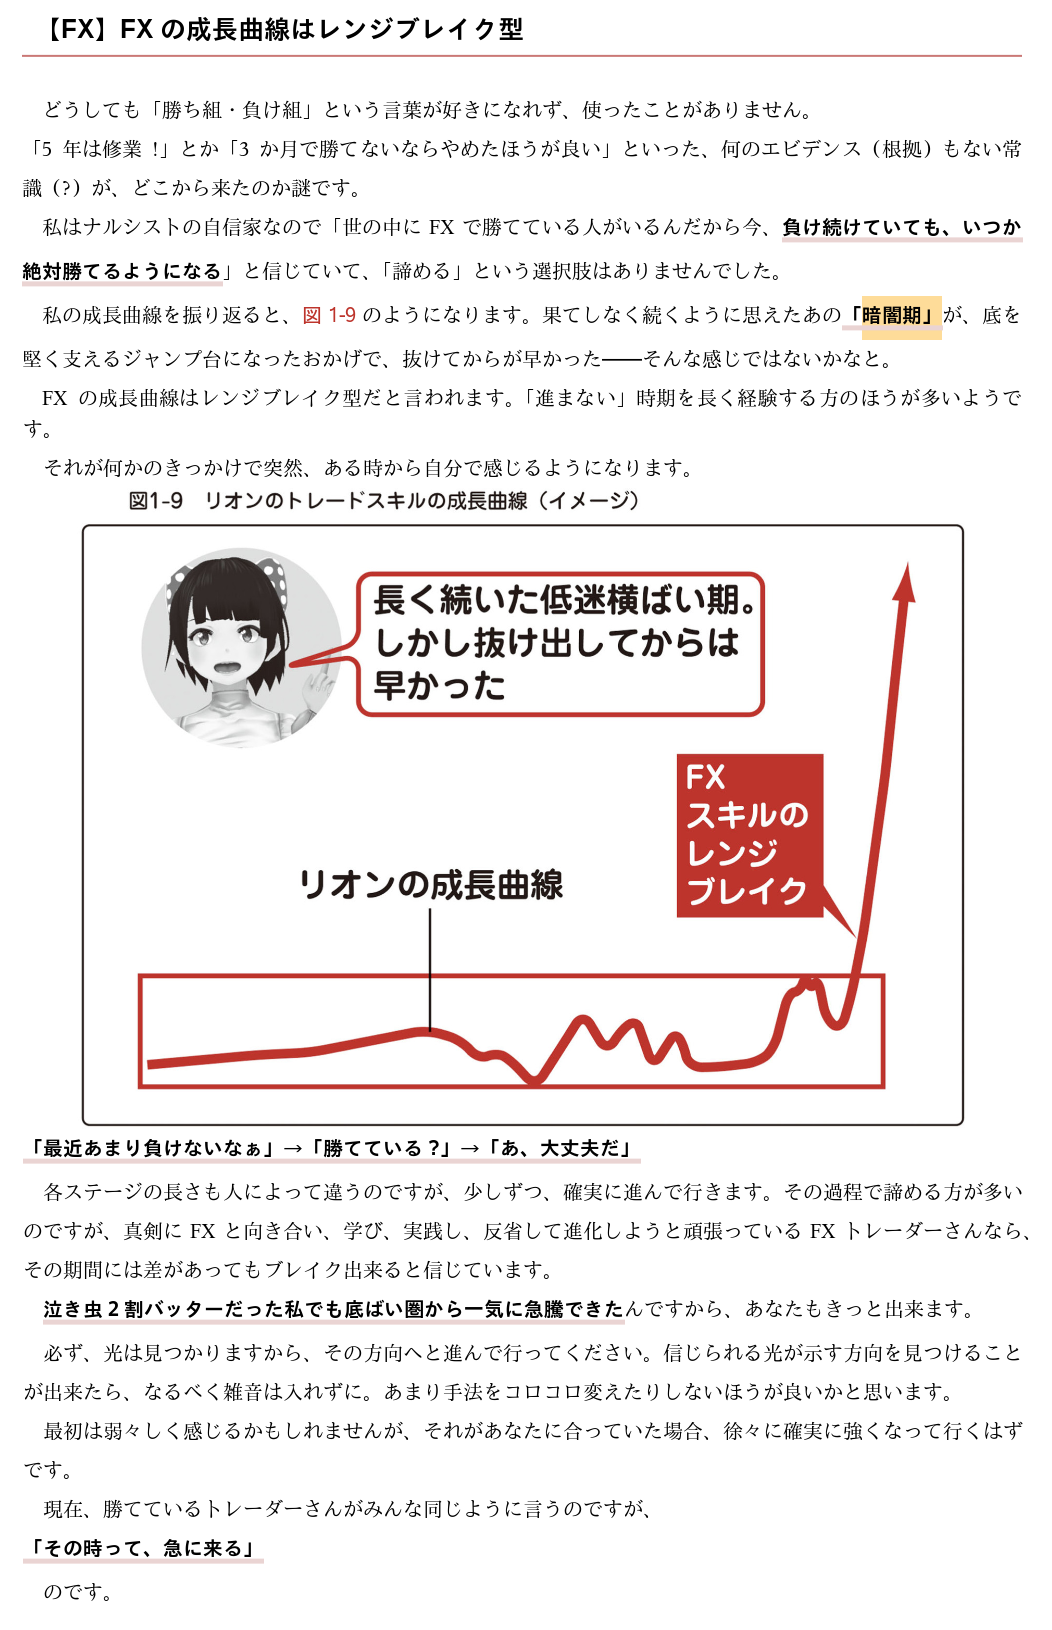 【FX】FX の成長曲線はレンジブレイク型
どうしても「勝ち組・負け組」という言葉が好きになれず、使ったことがありません。
「5 年は修業 !」とか「3 か月で勝てないならやめたほうが良い」といった、何のエビデンス（根拠）もない常
識（?）が、どこから来たのか謎です。
私はナルシストの自信家なので「世の中に FX で勝てている人がいるんだから今、負け続けていても、いつか
絶対勝てるようになる」と信じていて、「諦める」という選択肢はありませんでした。
私の成長曲線を振り返ると、図 1-9 のようになります。果てしなく続くように思えたあの「暗闇期」が、底を
堅く支えるジャンプ台になったおかげで、抜けてからが早かった――そんな感じではないかなと。
FX の成長曲線はレンジブレイク型だと言われます。「進まない」時期を長く経験する方のほうが多いようで
す。
それが何かのきっかけで突然、ある時から自分で感じるようになります。
図1-9　リオンのトレードスキルの成長曲線（イメージ）
長く続いた低迷横ばい期。
しかし抜け出してからは
早かった
FX
スキルの
レンジ
ブレイク
リオンの成長曲線
「最近あまり負けないなぁ」→「勝てている？」→「あ、大丈夫だ」
各ステージの長さも人によって違うのですが、少しずつ、確実に進んで行きます。その過程で諦める方が多い
のですが、真剣に FX と向き合い、学び、実践し、反省して進化しようと頑張っている FX トレーダーさんなら、
その期間には差があってもブレイク出来ると信じています。
泣き虫２割バッターだった私でも底ばい圏から一気に急騰できたんですから、あなたもきっと出来ます。
必ず、光は見つかりますから、その方向へと進んで行ってください。信じられる光が示す方向を見つけること
が出来たら、なるべく雑音は入れずに。あまり手法をコロコロ変えたりしないほうが良いかと思います。
最初は弱々しく感じるかもしれませんが、それがあなたに合っていた場合、徐々に確実に強くなって行くはず
です。
現在、勝てているトレーダーさんがみんな同じように言うのですが、
「その時って、急に来る」
のです。